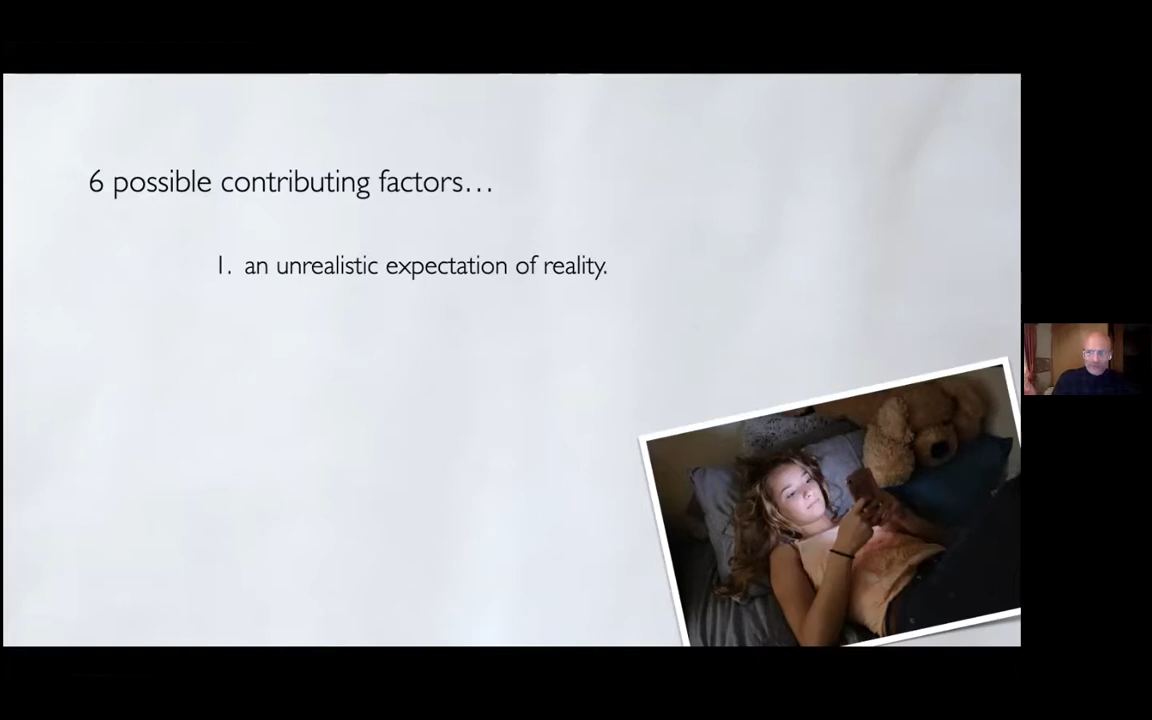 6 possible contributing factors…
1. an unrealistic expectation of reality.